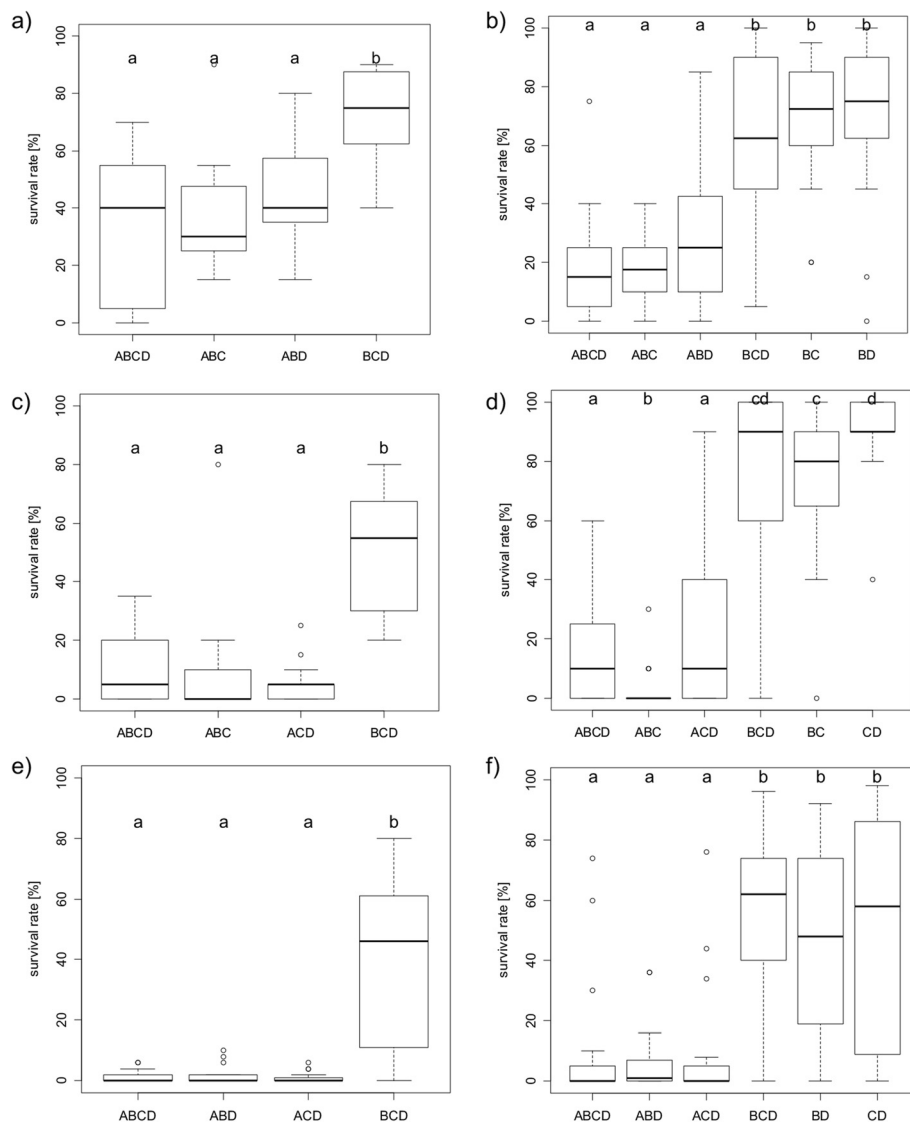 a)
survival rate [%]
0 20 40 60 80 100
a a a b
ABCD ABC ABD BCD
b)
survival rate [%]
0 20 40 60 80 100
a a a b b b
ABCD ABC ABD BCD BC BD
c)
survival rate [%]
0 20 40 60 80 100
a a a b
ABCD ABC ACD BCD
d)
survival rate [%]
0 20 40 60 80 100
a b a cd c d
ABCD ABC ACD BCD BC CD
e)
survival rate [%]
0 20 40 60 80 100
a a a b
ABCD ABD ACD BCD
f)
survival rate [%]
0 20 40 60 80 100
a a a b b b
ABCD ABD ACD BCD BD CD